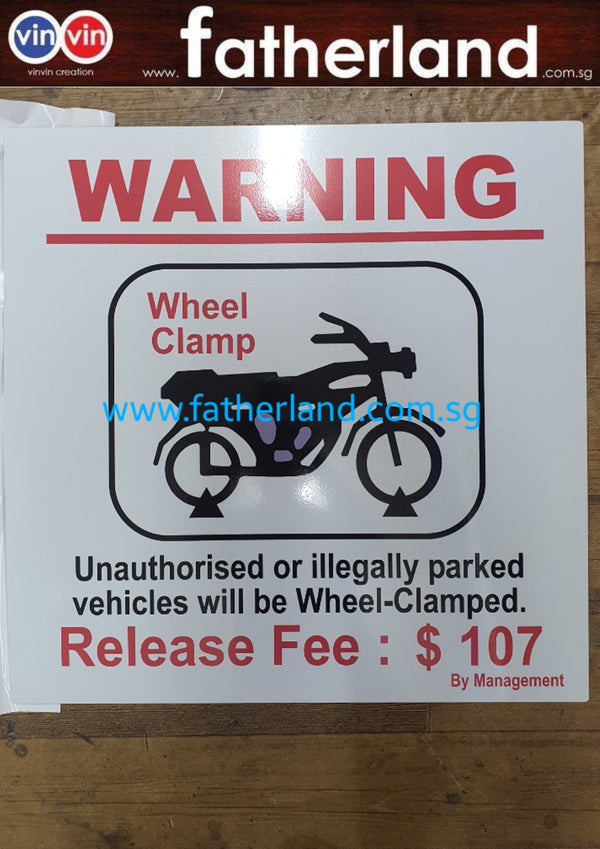 vin vin
vinvin creation
www.fatherland.com.sg
WARNING
Wheel
Clamp
www.fatherland.com.sg
Unauthorised or illegally parked
vehicles will be Wheel-Clamped.
Release Fee : $ 107
By Management